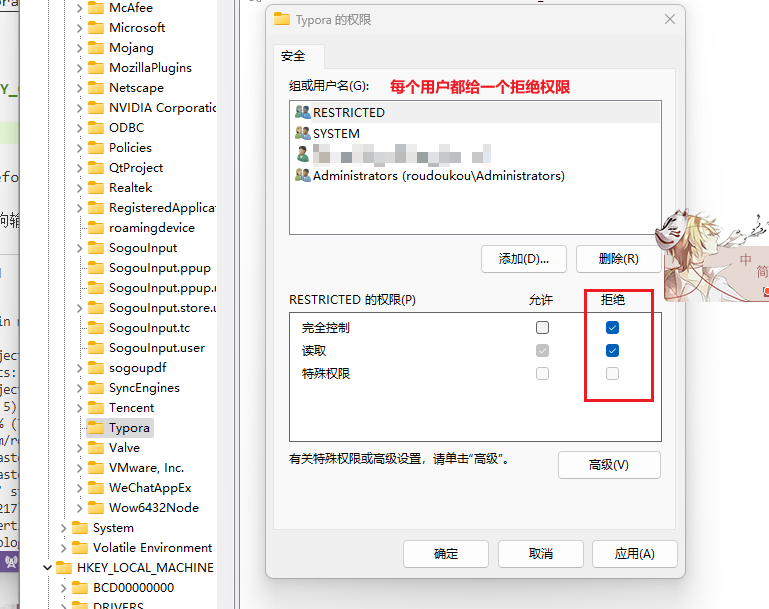 McAfee
Microsoft
Mojang
MozillaPlugins
Netscape
NVIDIA Corporatio
ODBC
Policies
QtProject
Realtek
RegisteredApplicat
roamingdevice
SogouInput
SogouInput.ppup
SogouInput.ppup.u
SogouInput.store.u
SogouInput.tc
SogouInput.user
sogoupdf
SyncEngines
Tencent
Typora
Valve
VMware, Inc.
WeChatAppEx
Wow6432Node
System
Volatile Environment
HKEY_LOCAL_MACHINE
BCD00000000
DRIVERS
Typora 的权限
安全
组或用户名(G):
每个用户都给一个拒绝权限
RESTRICTED
SYSTEM
Administrators (roudoukou\Administrators)
添加(D)...
删除(R)
RESTRICTED 的权限(P)
允许
拒绝
完全控制
读取
特殊权限
有关特殊权限或高级设置，请单击“高级”。
高级(V)
确定
取消
应用(A)
中
简